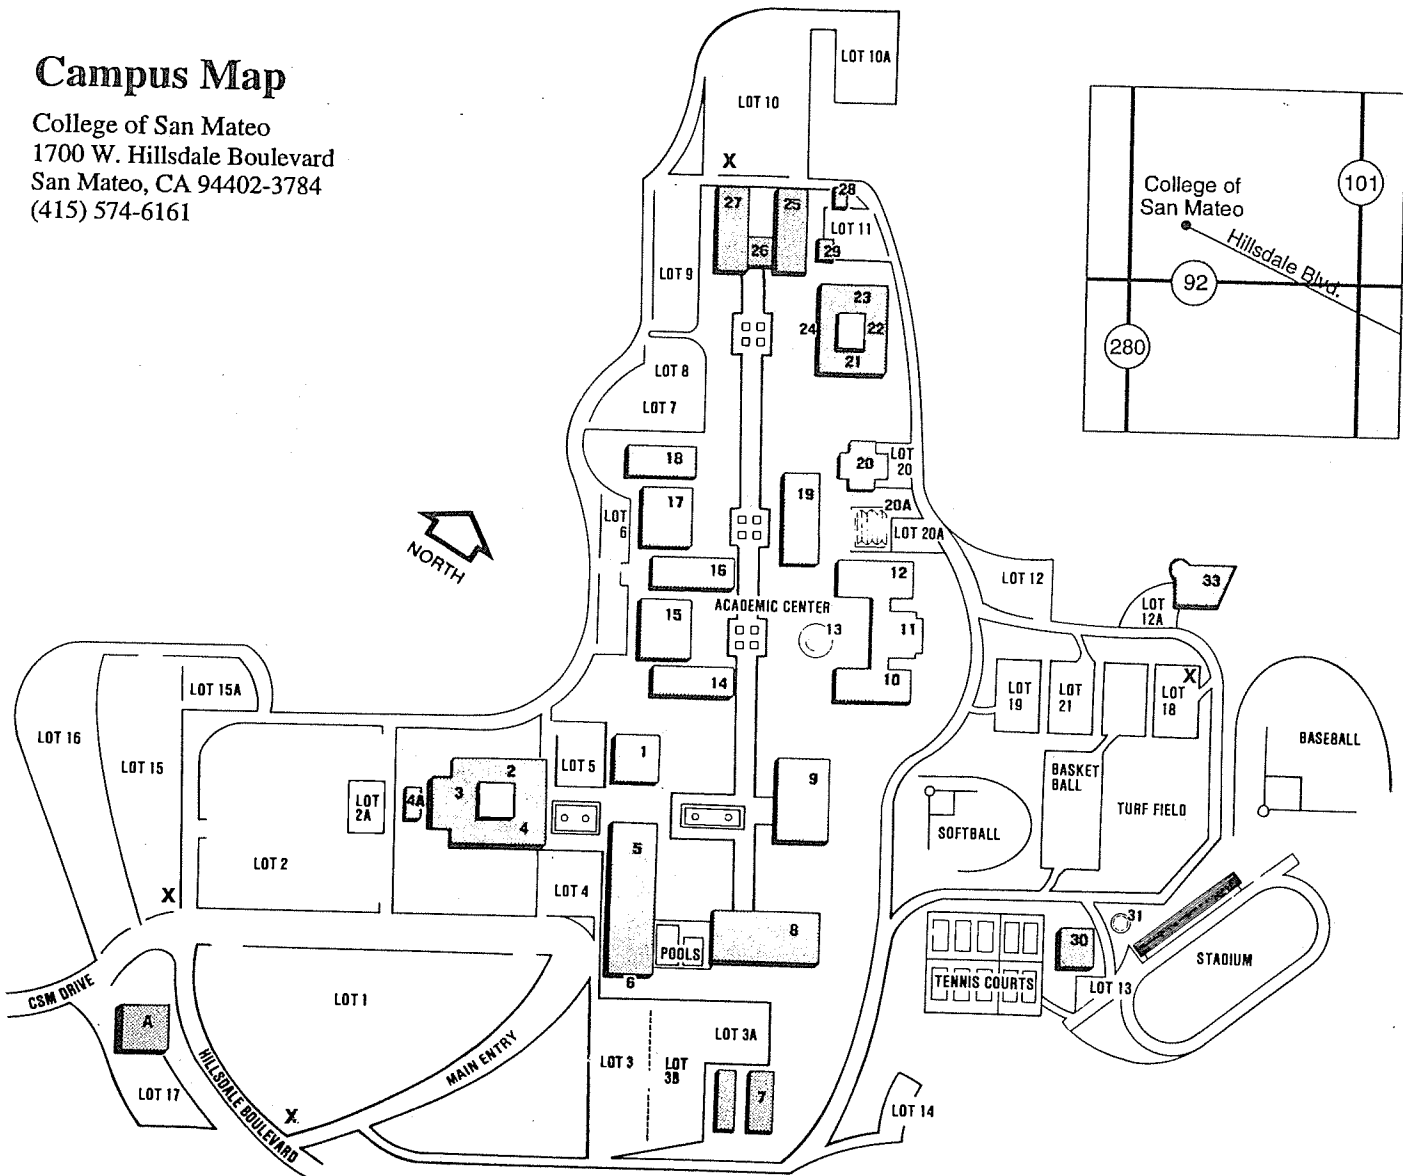 Campus Map
College of San Mateo
1700 W. Hillsdale Boulevard
San Mateo, CA 94402-3784
(415) 574-6161
LOT 10A
LOT 10
X
27
25
28
LOT 11
26
29
LOT 9
23
24
22
21
LOT 8
LOT 7
College of
San Mateo
101
Hillsdale Blvd.
92
280
18
20
LOT
20
17
19
LOT
6
20A
LOT 20A
NORTH
16
12
LOT 12
33
ACADEMIC CENTER
LOT
12A
15
13
11
14
10
LOT
19
LOT
21
X
LOT
18
LOT 15A
LOT 16
LOT 15
1
BASEBALL
2
LOT 5
3
4A
4
LOT
2A
9
BASKET
BALL
TURF FIELD
SOFTBALL
5
LOT 2
LOT 4
X
8
31
30
POOLS
STADIUM
6
TENNIS COURTS
LOT 13
CSM DRIVE
LOT 1
A
LOT 3A
MAIN ENTRY
LOT 3
LOT
3B
7
LOT 17
HILLSDALE BOULEVARD
X
LOT 14